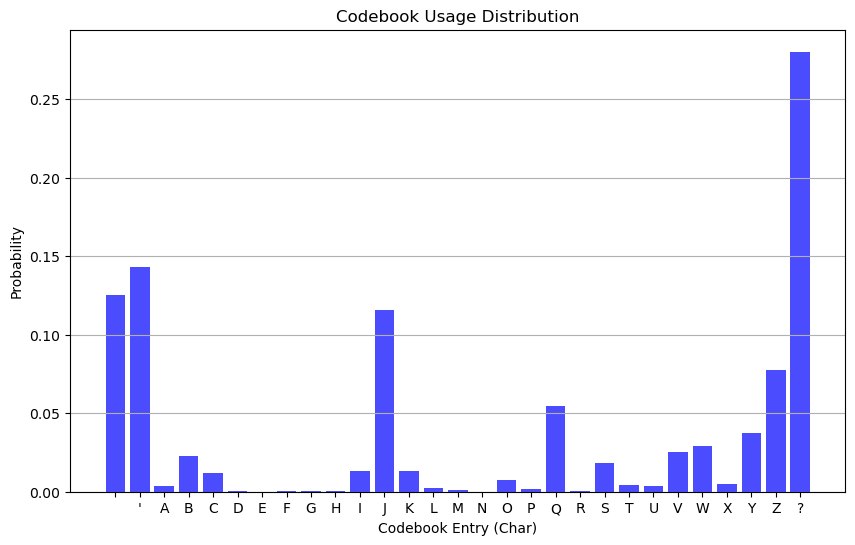 Codebook Usage Distribution
Probability
0.25
0.20
0.15
0.10
0.05
0.00
' A B C D E F G H I J K L M N O P Q R S T U V W X Y Z ?
Codebook Entry (Char)